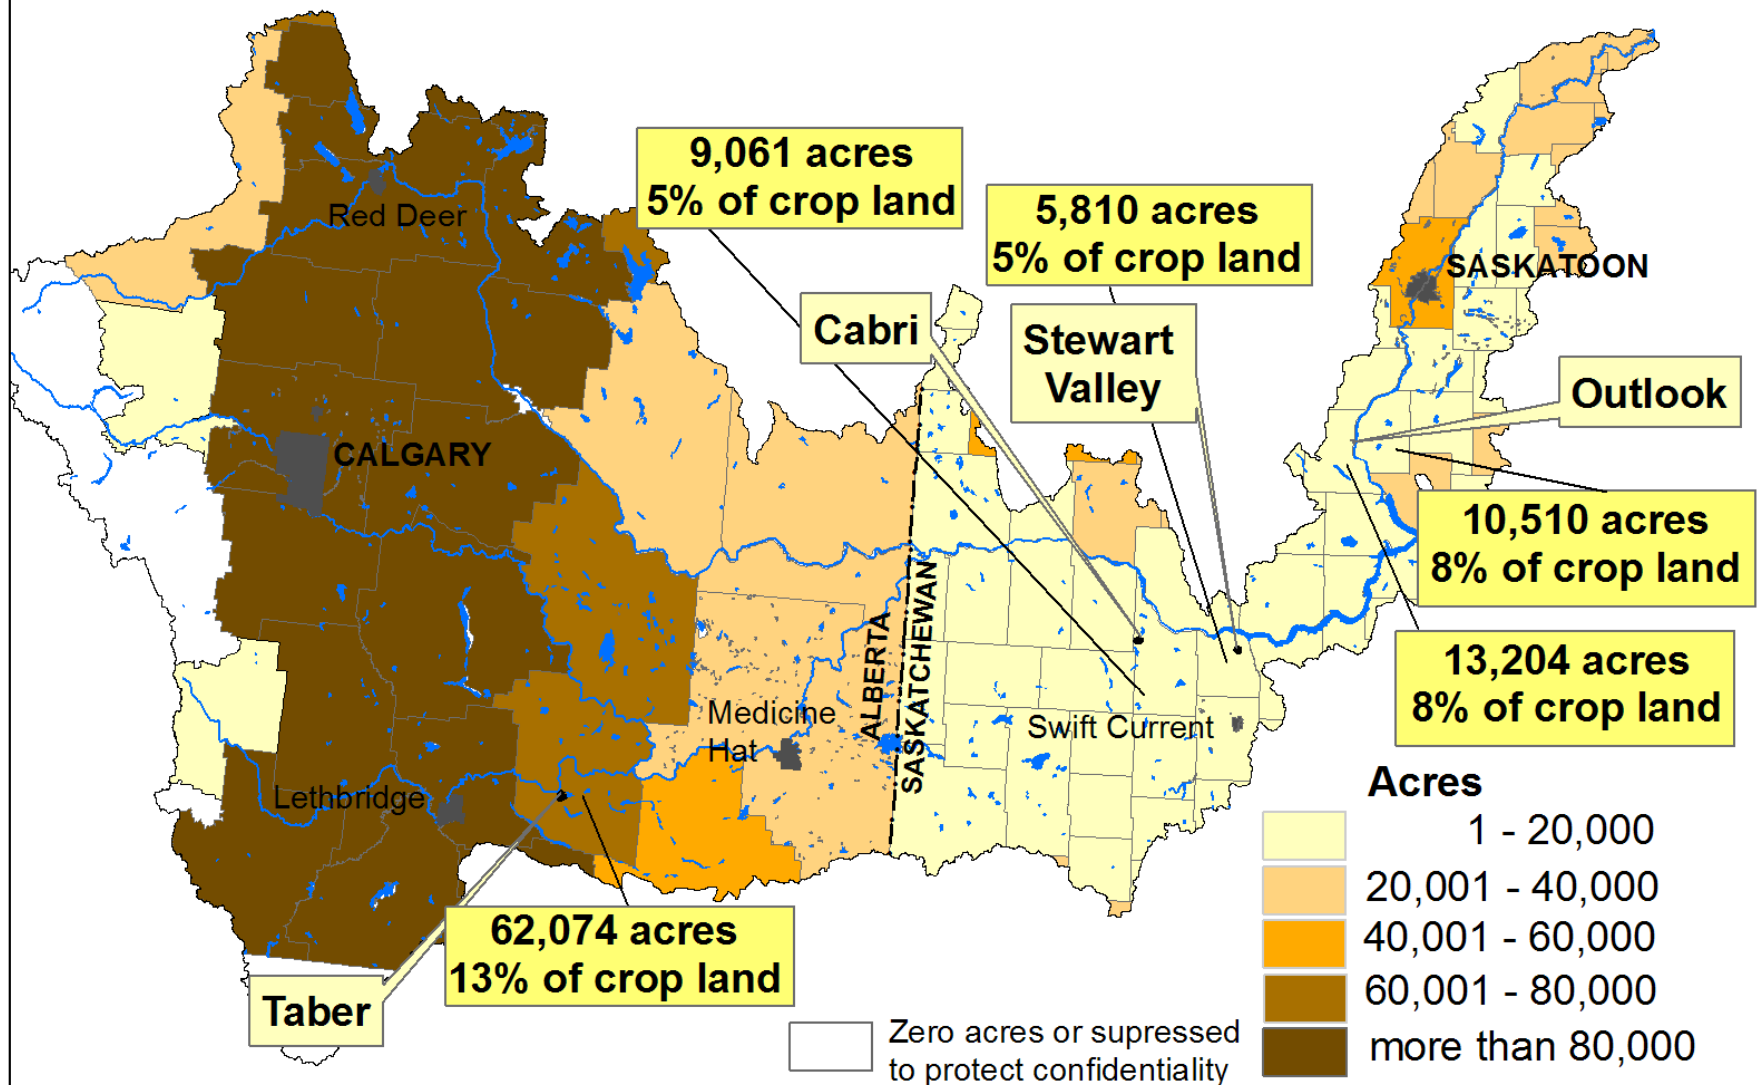 9,061 acres
5% of crop land
5,810 acres
5% of crop land
Red Deer
SASKATOON
Cabri
Stewart
Valley
Outlook
CALGARY
10,510 acres
8% of crop land
ALBERTA
SASKATCHEWAN
13,204 acres
8% of crop land
Medicine
Hat
Swift Current
Lethbridge
62,074 acres
13% of crop land
Taber
Acres
1 - 20,000
20,001 - 40,000
40,001 - 60,000
60,001 - 80,000
more than 80,000
Zero acres or supressed
to protect confidentiality